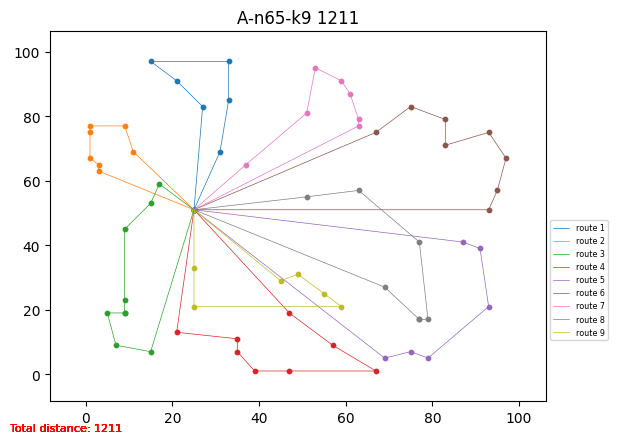 A-n65-k9 1211
100
80
60
40
20
0
0 20 40 60 80 100
route 1
route 2
route 3
route 4
route 5
route 6
route 7
route 8
route 9
Total distance: 1211